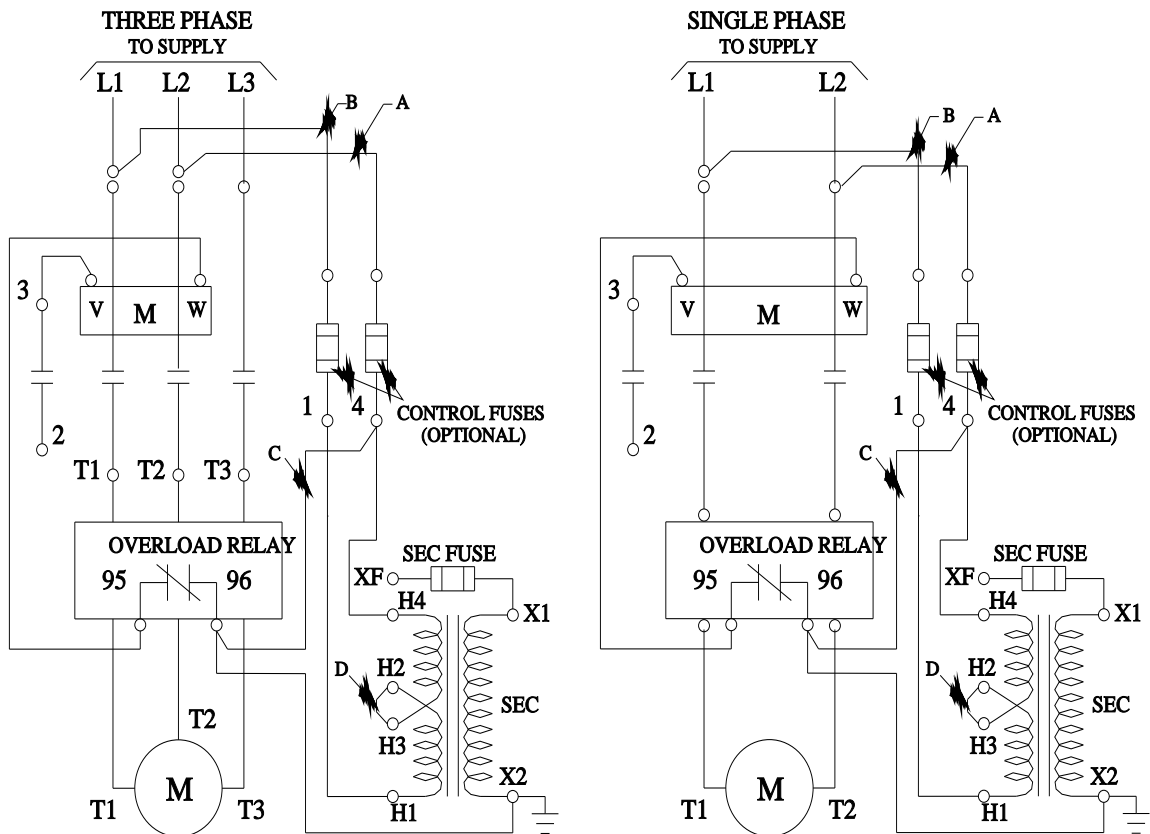 THREE PHASE
TO SUPPLY
L1 L2 L3
B A
3
V M W
1 4
CONTROL FUSES
(OPTIONAL)
2
C
T1 T2 T3
OVERLOAD RELAY
95 96
SEC FUSE
XF
H4 X1
D H2
SEC
H3
T2
X2
M
T1 T3
H1
SINGLE PHASE
TO SUPPLY
L1 L2
B A
3
V M W
1 4
CONTROL FUSES
(OPTIONAL)
2
C
OVERLOAD RELAY
95 96
SEC FUSE
XF
H4 X1
D H2
SEC
H3
X2
M
T1 T2
H1